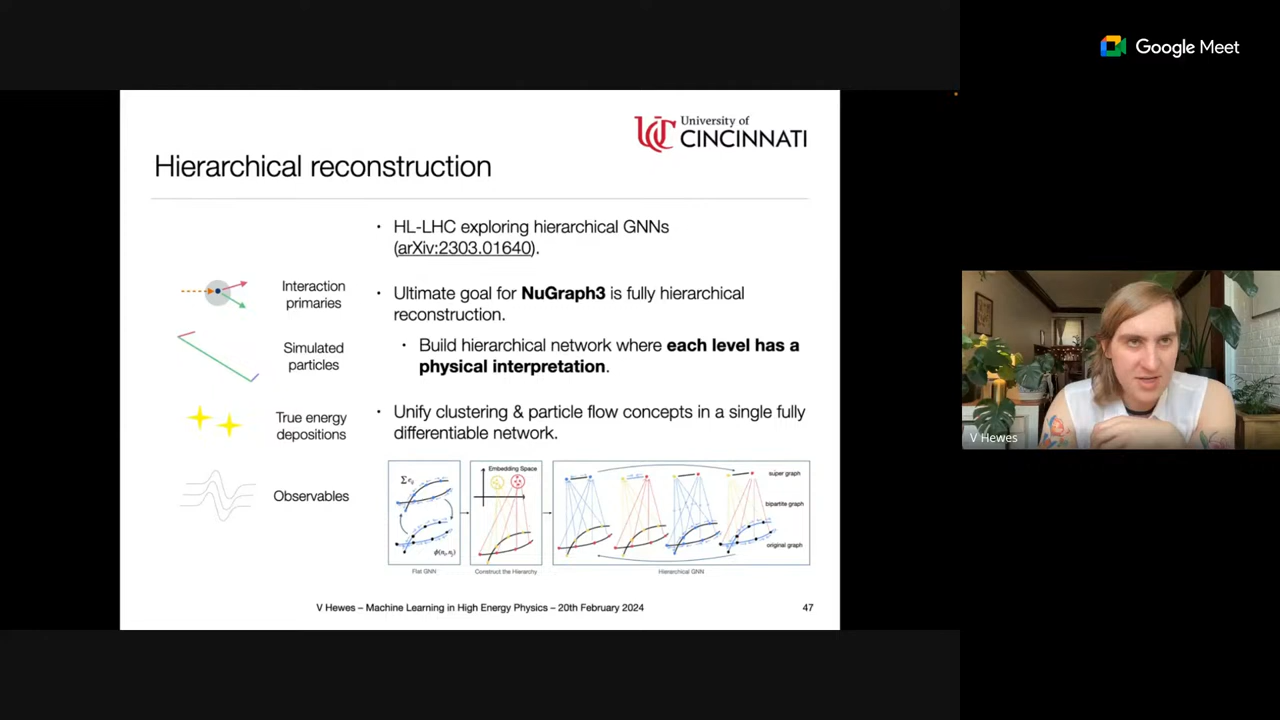 Google Meet
University of
CINCINNATI
Hierarchical reconstruction
• HL-LHC exploring hierarchical GNNs
(arXiv:2303.01640).
Interaction
primaries
• Ultimate goal for NuGraph3 is fully hierarchical
reconstruction.
Simulated
particles
• Build hierarchical network where each level has a
physical interpretation.
True energy
depositions
• Unify clustering & particle flow concepts in a single fully
differentiable network.
Observables
Embedding Space
super graph
bipartite graph
original graph
Flat GNN
Construct the Hierarchy
Hierarchical GNN
V Hewes – Machine Learning in High Energy Physics – 20th February 2024
47
V Hewes